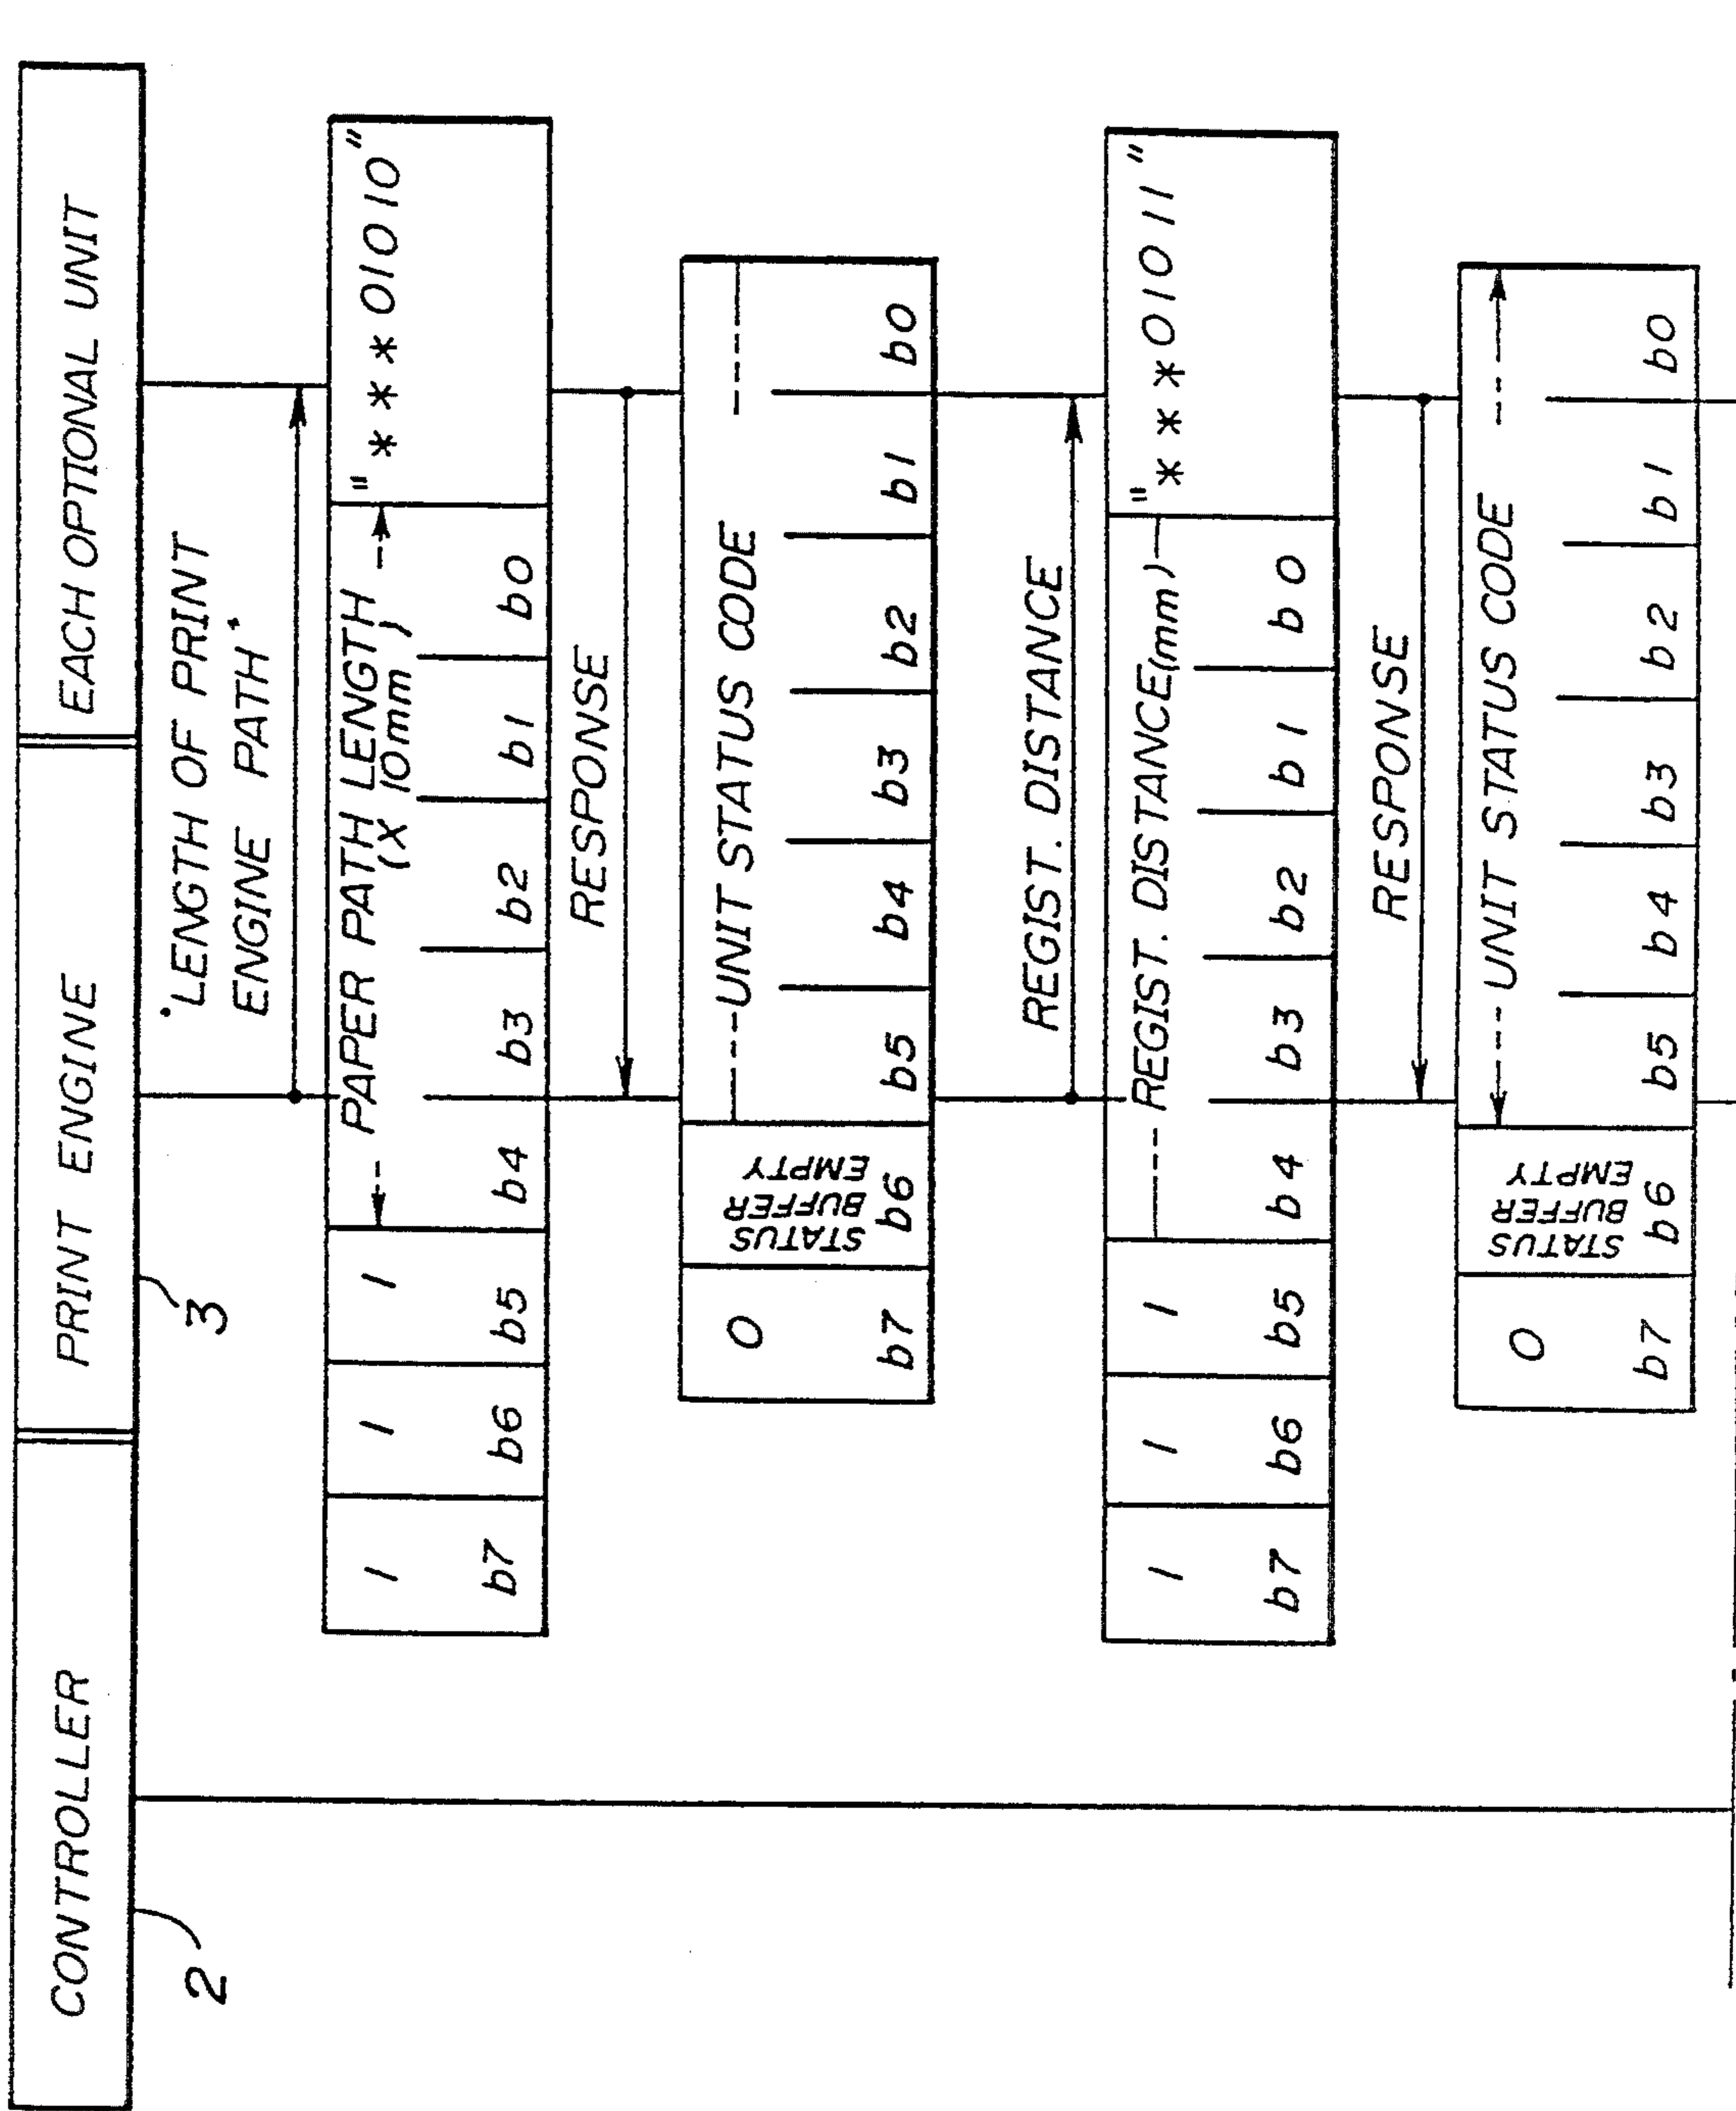 CONTROLLER PRINT ENGINE EACH OPTIONAL UNIT
2 3
"LENGTH OF PRINT
ENGINE PATH"
1 1 1 PAPER PATH LENGTH "***01010"
(X 10mm)
b7 b6 b5 b4 b3 b2 b1 b0
RESPONSE
0 STATUS BUFFER EMPTY UNIT STATUS CODE
b7 b6 b5 b4 b3 b2 b1 b0
REGIST. DISTANCE
1 1 1 REGIST. DISTANCE(mm) "***01011"
b7 b6 b5 b4 b3 b2 b1 b0
RESPONSE
0 STATUS BUFFER EMPTY UNIT STATUS CODE
b7 b6 b5 b4 b3 b2 b1 b0